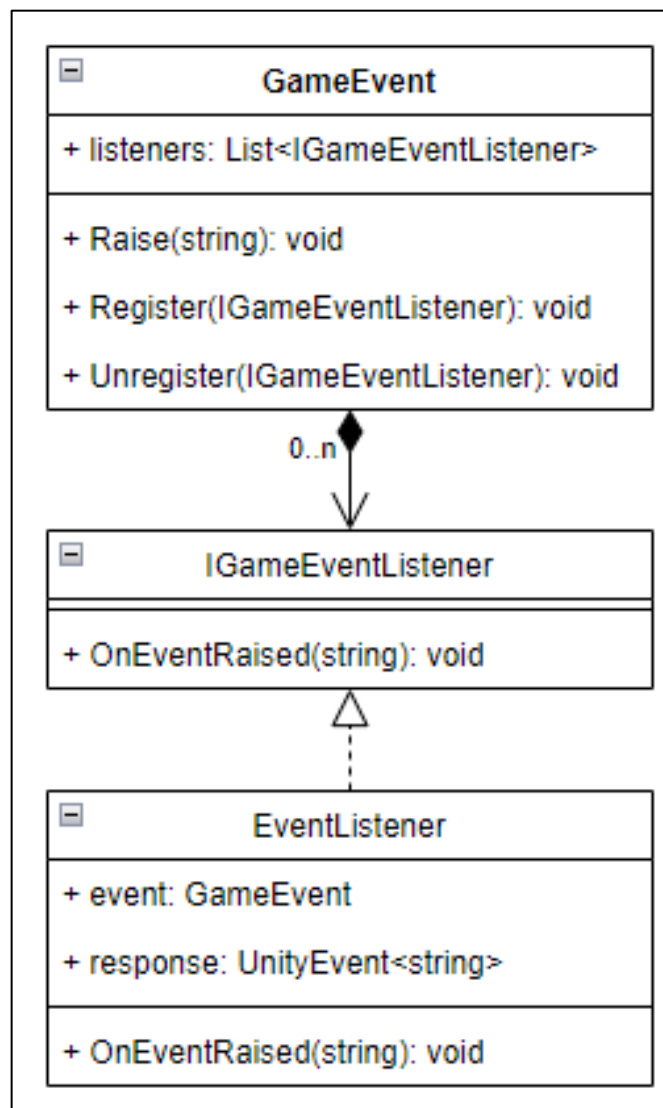 GameEvent
+ listeners: List<IGameEventListener>
+ Raise(string): void
+ Register(IGameEventListener): void
+ Unregister(IGameEventListener): void
0..n
IGameEventListener
+ OnEventRaised(string): void
EventListener
+ event: GameEvent
+ response: UnityEvent<string>
+ OnEventRaised(string): void